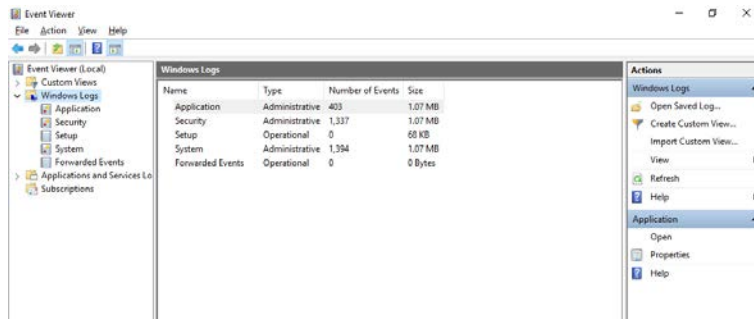 Event Viewer
File Action View Help
Event Viewer (Local)
Custom Views
Windows Logs
Application
Security
Setup
System
Forwarded Events
Applications and Services Lo
Subscriptions
Windows Logs
Name Type Number of Events Size
Application Administrative 403 1.07 MB
Security Administrative 1,337 1.07 MB
Setup Operational 0 68 KB
System Administrative 1,394 1.07 MB
Forwarded Events Operational 0 0 Bytes
Actions
Windows Logs
Open Saved Log...
Create Custom View...
Import Custom View...
View
Refresh
Help
Application
Open
Properties
Help